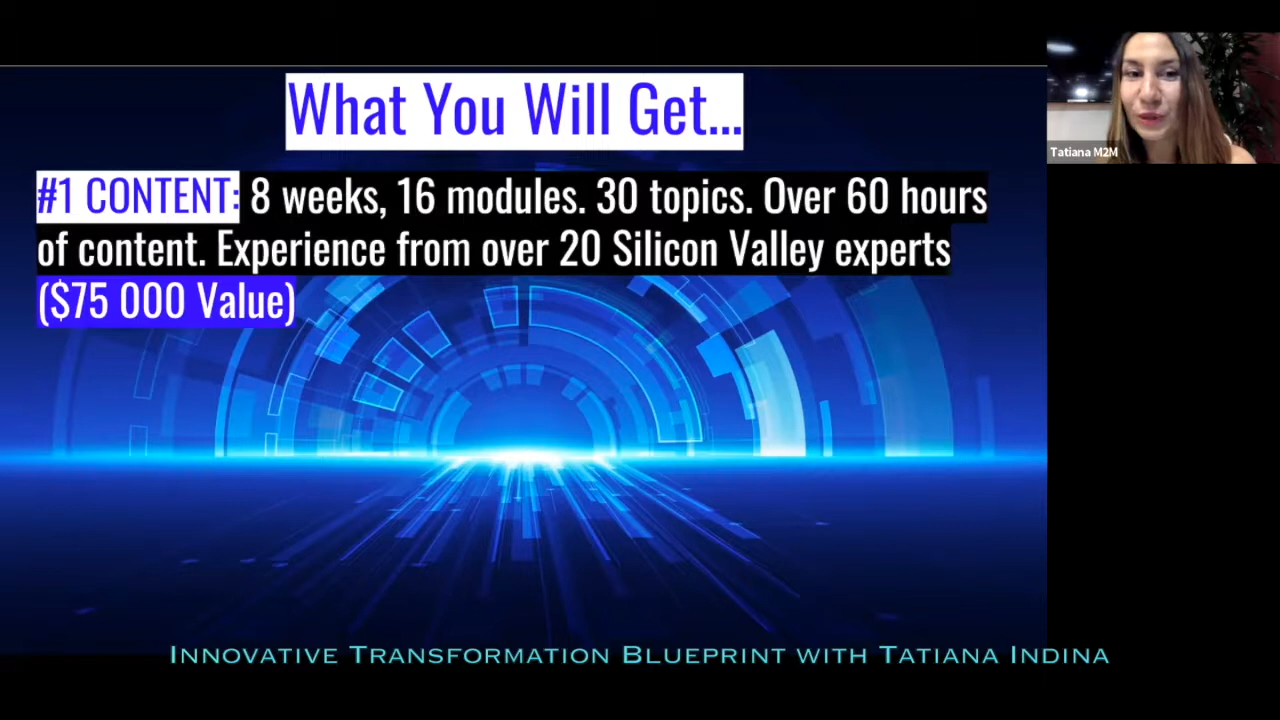 What You Will Get...
#1 CONTENT: 8 weeks, 16 modules. 30 topics. Over 60 hours
of content. Experience from over 20 Silicon Valley experts
($75 000 Value)
Tatiana M2M
INNOVATIVE TRANSFORMATION BLUEPRINT WITH TATIANA INDINA